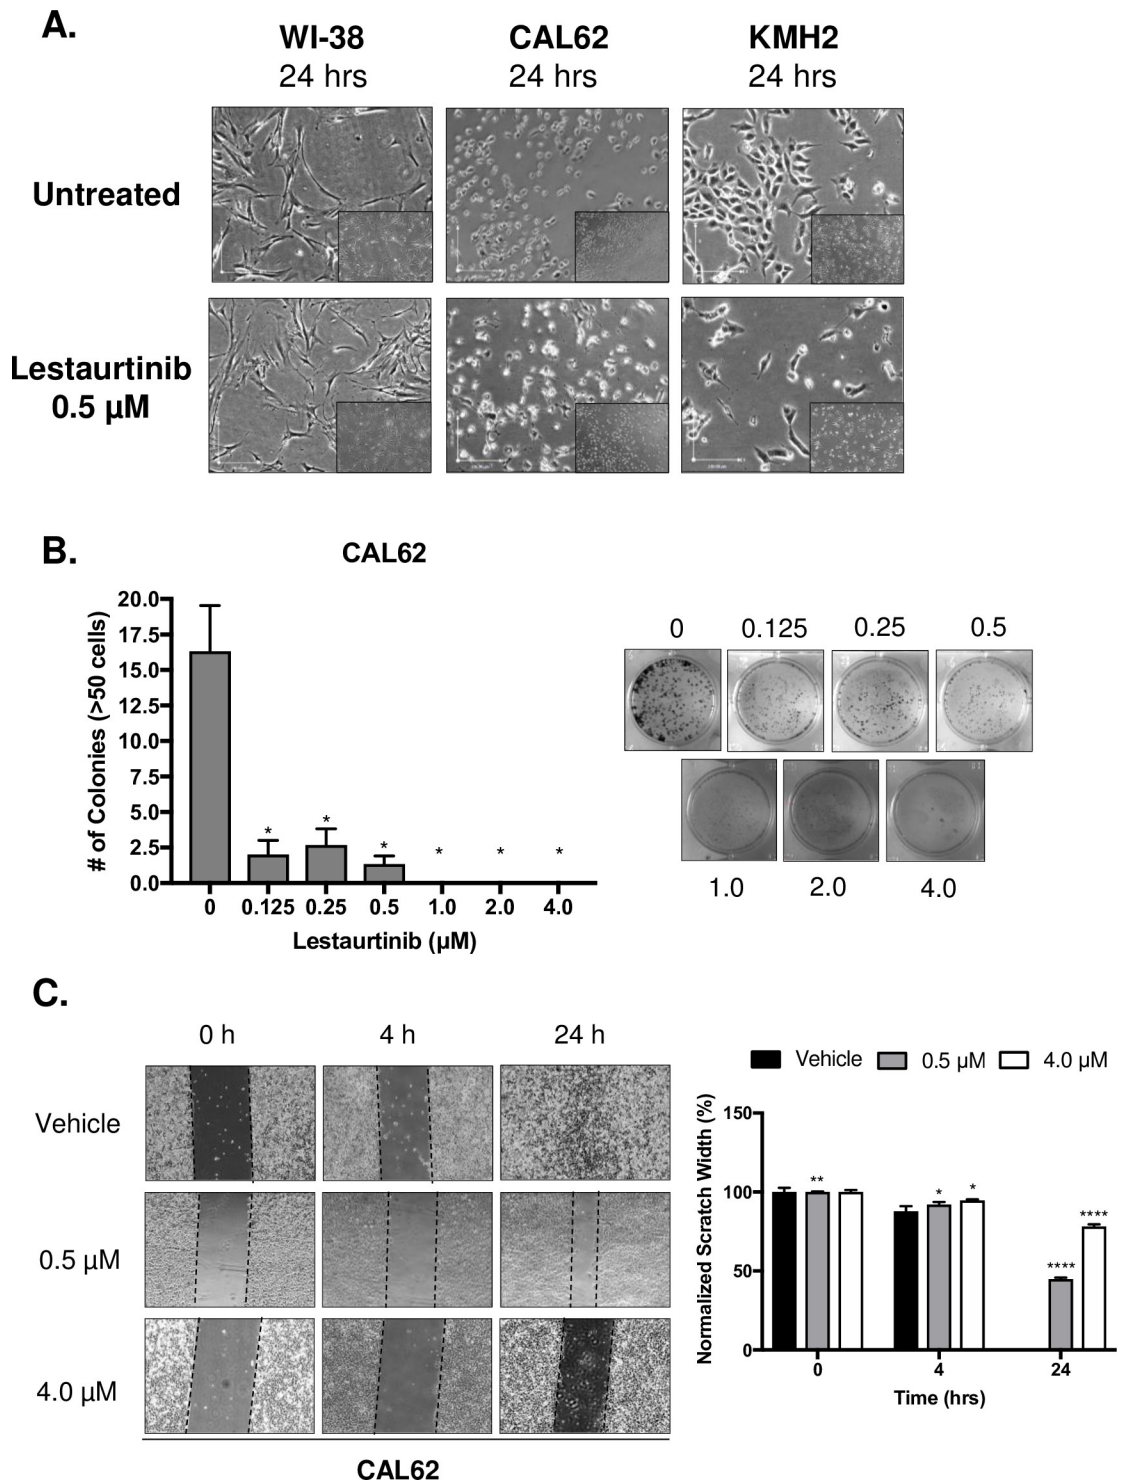 A.
WI-38 CAL62 KMH2
24 hrs 24 hrs 24 hrs
Untreated
Lestaurtinib
0.5 µM
B.
CAL62
# of Colonies (>50 cells)
20.0
17.5
15.0
12.5
10.0
7.5
5.0
2.5
0.0
* * * * * *
0 0.125 0.25 0.5 1.0 2.0 4.0
Lestaurtinib (µM)
0 0.125 0.25 0.5
1.0 2.0 4.0
C.
0 h 4 h 24 h
Vehicle
0.5 µM
4.0 µM
CAL62
Vehicle 0.5 µM 4.0 µM
Normalized Scratch Width (%)
150
100
50
0
** * * **** ****
0 4 24
Time (hrs)